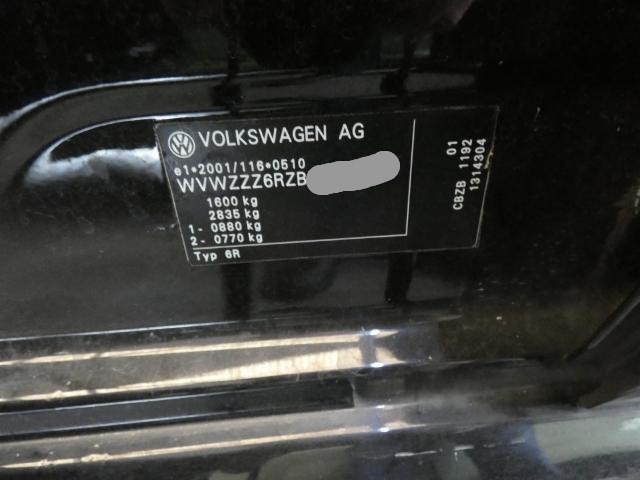 VOLKSWAGEN AG
e1*2001/116*0510
WVWZZZ6RZB
1600 kg
2835 kg
1- 0880 kg
2- 0770 kg
Typ 6R
01
CBZB 1192
1314304